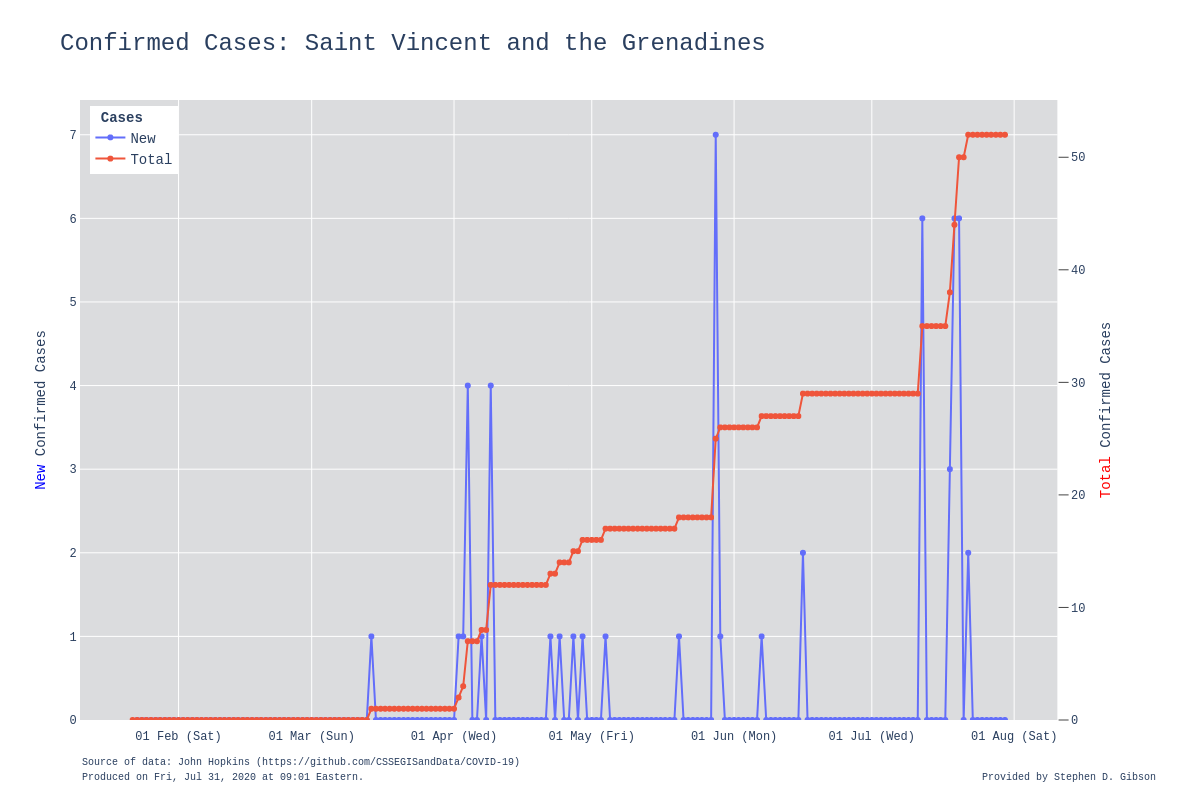 Confirmed Cases: Saint Vincent and the Grenadines
Cases
New
Total
7
6
5
4
3
2
1
0
New Confirmed Cases
50
40
30
20
10
0
Total Confirmed Cases
01 Feb (Sat) 01 Mar (Sun) 01 Apr (Wed) 01 May (Fri) 01 Jun (Mon) 01 Jul (Wed) 01 Aug (Sat)
Source of data: John Hopkins (https://github.com/CSSEGISandData/COVID-19)
Produced on Fri, Jul 31, 2020 at 09:01 Eastern.
Provided by Stephen D. Gibson